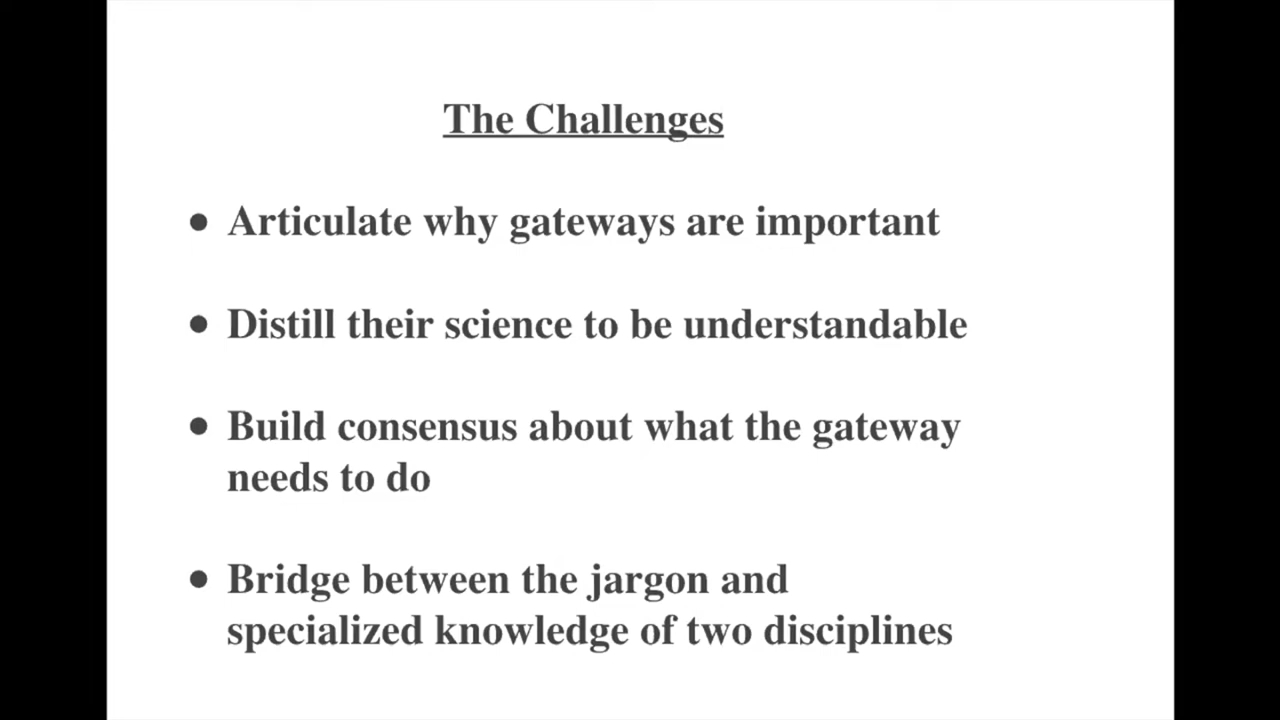 The Challenges
• Articulate why gateways are important
• Distill their science to be understandable
• Build consensus about what the gateway
needs to do
• Bridge between the jargon and
specialized knowledge of two disciplines